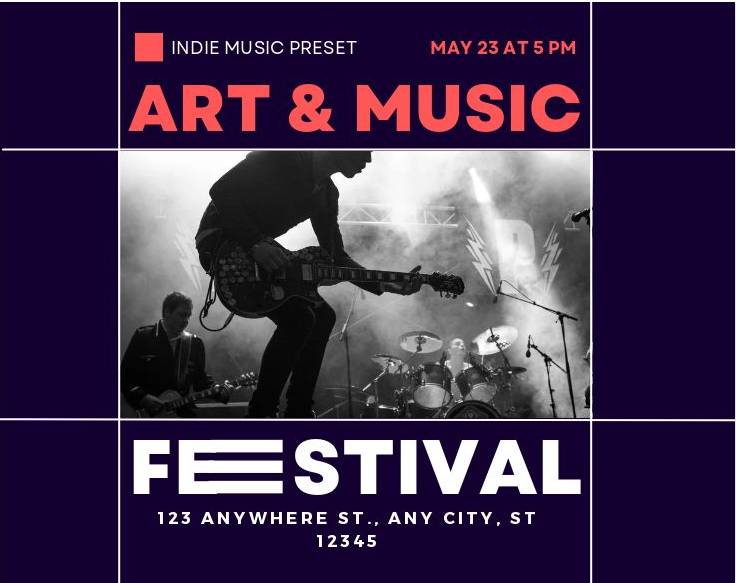 INDIE MUSIC PRESET
MAY 23 AT 5 PM
ART & MUSIC
FESTIVAL
123 ANYWHERE ST., ANY CITY, ST
12345